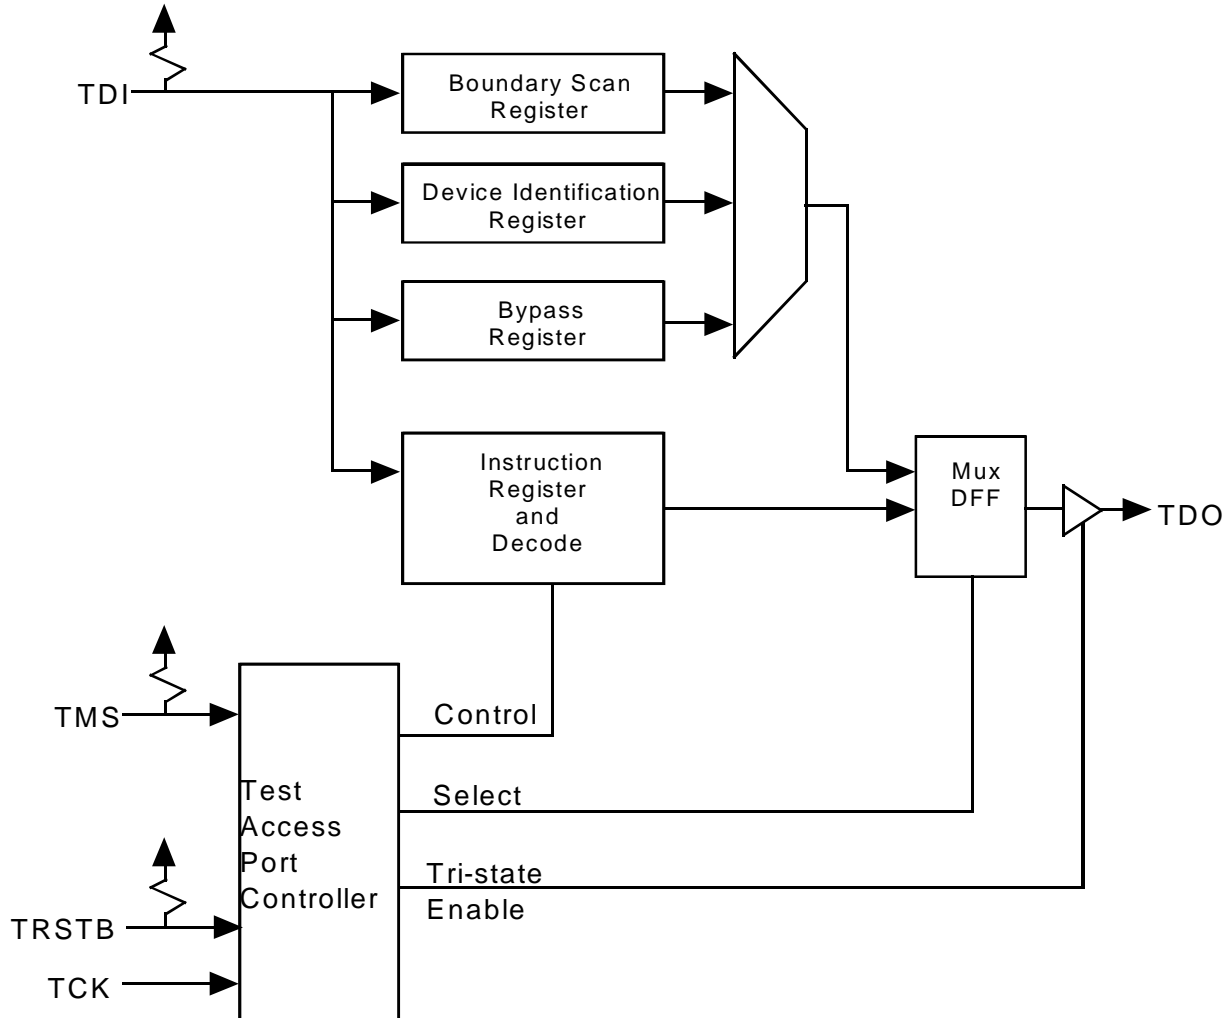 TDI
Boundary Scan
Register
Device Identification
Register
Bypass
Register
Instruction
Register
and
Decode
Mux
DFF
TDO
TMS
Control
Test
Access
Port
Controller
Select
Tri-state
Enable
TRSTB
TCK